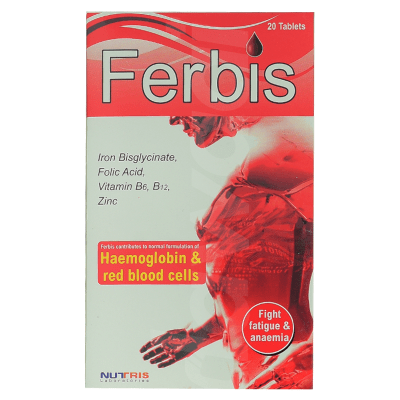 20 Tablets
Ferbis
Iron Bisglycinate,
Folic Acid,
Vitamin B6, B12,
Zinc
Ferbis contributes to normal formulation of
Haemoglobin &
red blood cells
Fight
fatigue &
anaemia
NUTRIS
Laboratories